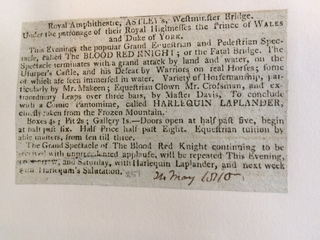 Royal Amphitheatre, ASTLEY's, Westminster Bridge.
Under the patronage of their Royal Highnesses the Prince of WALES
and Duke of YORK.
This Evening the popular Grand Equestrian and Pedestrian Spec-
tacle, called The BLOOD RED KNIGHT; or the Fatal Bridge. The
Spectacle terminates with a grand attack by land and water, on the
Usurper's Castle, and his Defeat by Warriors on real Horses; some
of which are seen immersed in water. Variety of Horsemanship, par-
ticularly by Mr. Makeen; Equestrian Clown Mr. Crosman, and ex-
traordinary Leaps over three bars, by Master Davis. To conclude
with a Comic Pantomime, called HARLEQUIN LAPLANDER,
chiefly taken from the Frozen Mountain.
Boxes 4s; Pit 2s; Gallery 1s.—Doors open at half past five, begin
at half past six. Half Price half past Eight. Equestrian tuition by
able masters, from ten till three.
The Grand Spectacle of The Blood Red Knight continuing to be
received with unprecedented applause, will be repeated This Evening,
and Saturday, with Harlequin Laplander, and next week
with Harlequin's Salutation.
May 1810